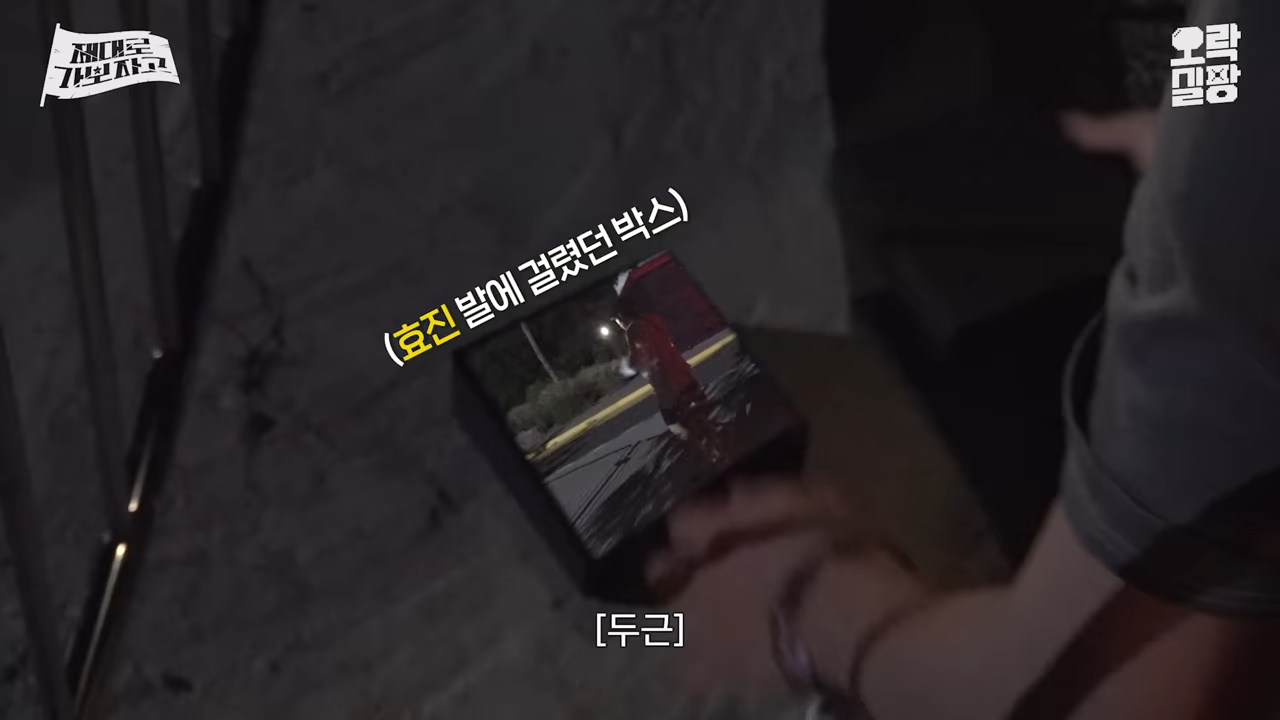 제대로
가보자고
오락
실팡
(효진 발에 걸렸던 박스)
[두근]